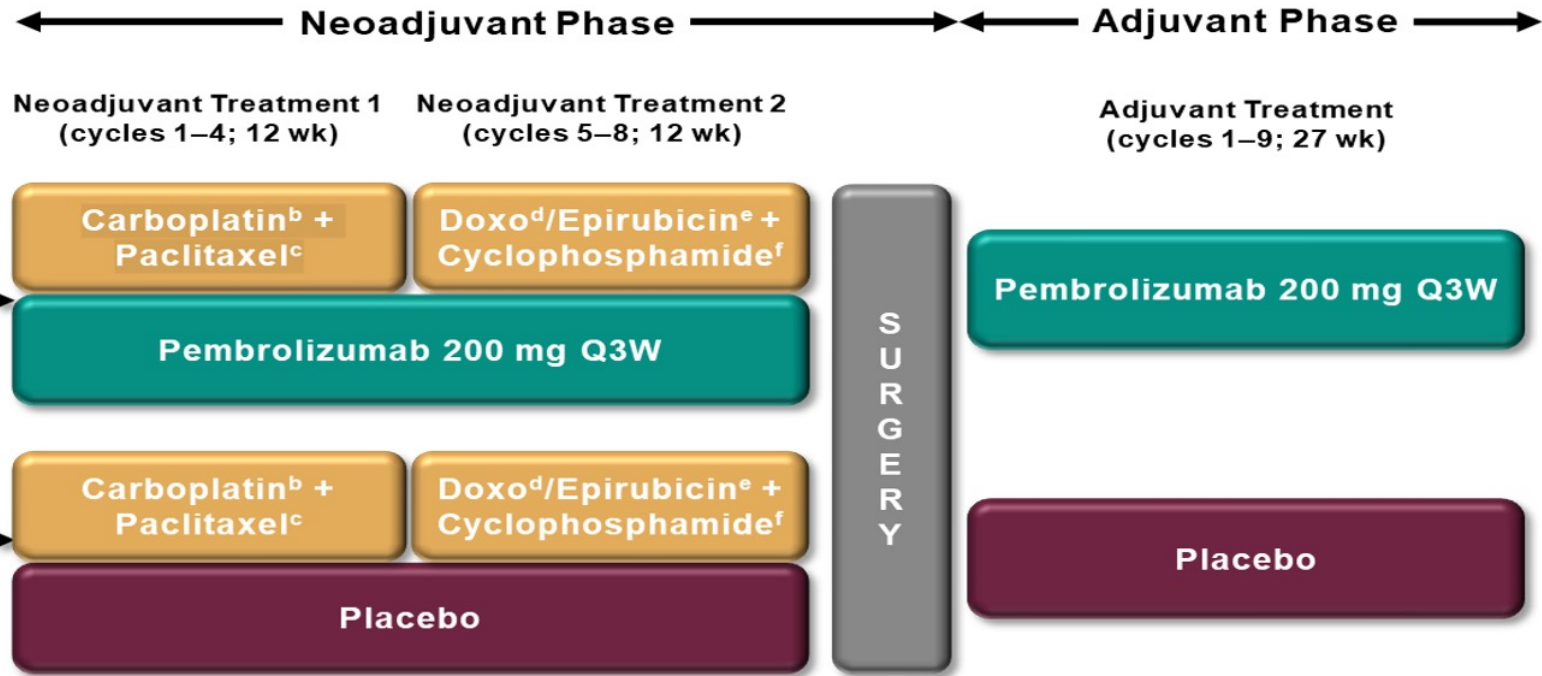 Neoadjuvant Phase
Adjuvant Phase
Neoadjuvant Treatment 1
(cycles 1–4; 12 wk)
Neoadjuvant Treatment 2
(cycles 5–8; 12 wk)
Adjuvant Treatment
(cycles 1–9; 27 wk)
Carboplatinᵇ +
Paclitaxelᶜ
Doxoᵈ/Epirubicinᵉ +
Cyclophosphamideᶠ
Pembrolizumab 200 mg Q3W
SURGERY
Pembrolizumab 200 mg Q3W
Carboplatinᵇ +
Paclitaxelᶜ
Doxoᵈ/Epirubicinᵉ +
Cyclophosphamideᶠ
Placebo
Placebo